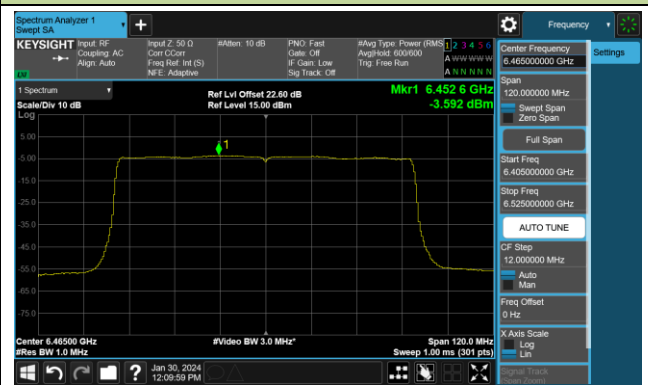 Spectrum Analyzer 1
Swept SA
Frequency
KEYSIGHT
Input: RF
Coupling: AC
Align: Auto
Input Z: 50 Ω
Corr CCorr
Freq Ref: Int (S)
NFE: Adaptive
#Atten: 10 dB
PNO: Fast
Gate: Off
IF Gain: Low
Sig Track: Off
#Avg Type: Power (RMS
Avg|Hold: 600/600
Trig: Free Run
1 2 3 4 5 6
A W W W W W
A N N N N N
LXI
1 Spectrum
Scale/Div 10 dB
Log
Ref Lvl Offset 22.60 dB
Ref Level 15.00 dBm
Mkr1 6.452 6 GHz
-3.592 dBm
1
5.00
-5.00
-15.0
-25.0
-35.0
-45.0
-55.0
-65.0
-75.0
Center 6.46500 GHz
#Res BW 1.0 MHz
#Video BW 3.0 MHz*
Span 120.0 MHz
Sweep 1.00 ms (301 pts)
Jan 30, 2024
12:09:59 PM
Center Frequency
6.465000000 GHz
Settings
Span
120.000000 MHz
Swept Span
Zero Span
Full Span
Start Freq
6.405000000 GHz
Stop Freq
6.525000000 GHz
AUTO TUNE
CF Step
12.000000 MHz
Auto
Man
Freq Offset
0 Hz
X Axis Scale
Log
Lin
Signal Track
(Span Zoom)